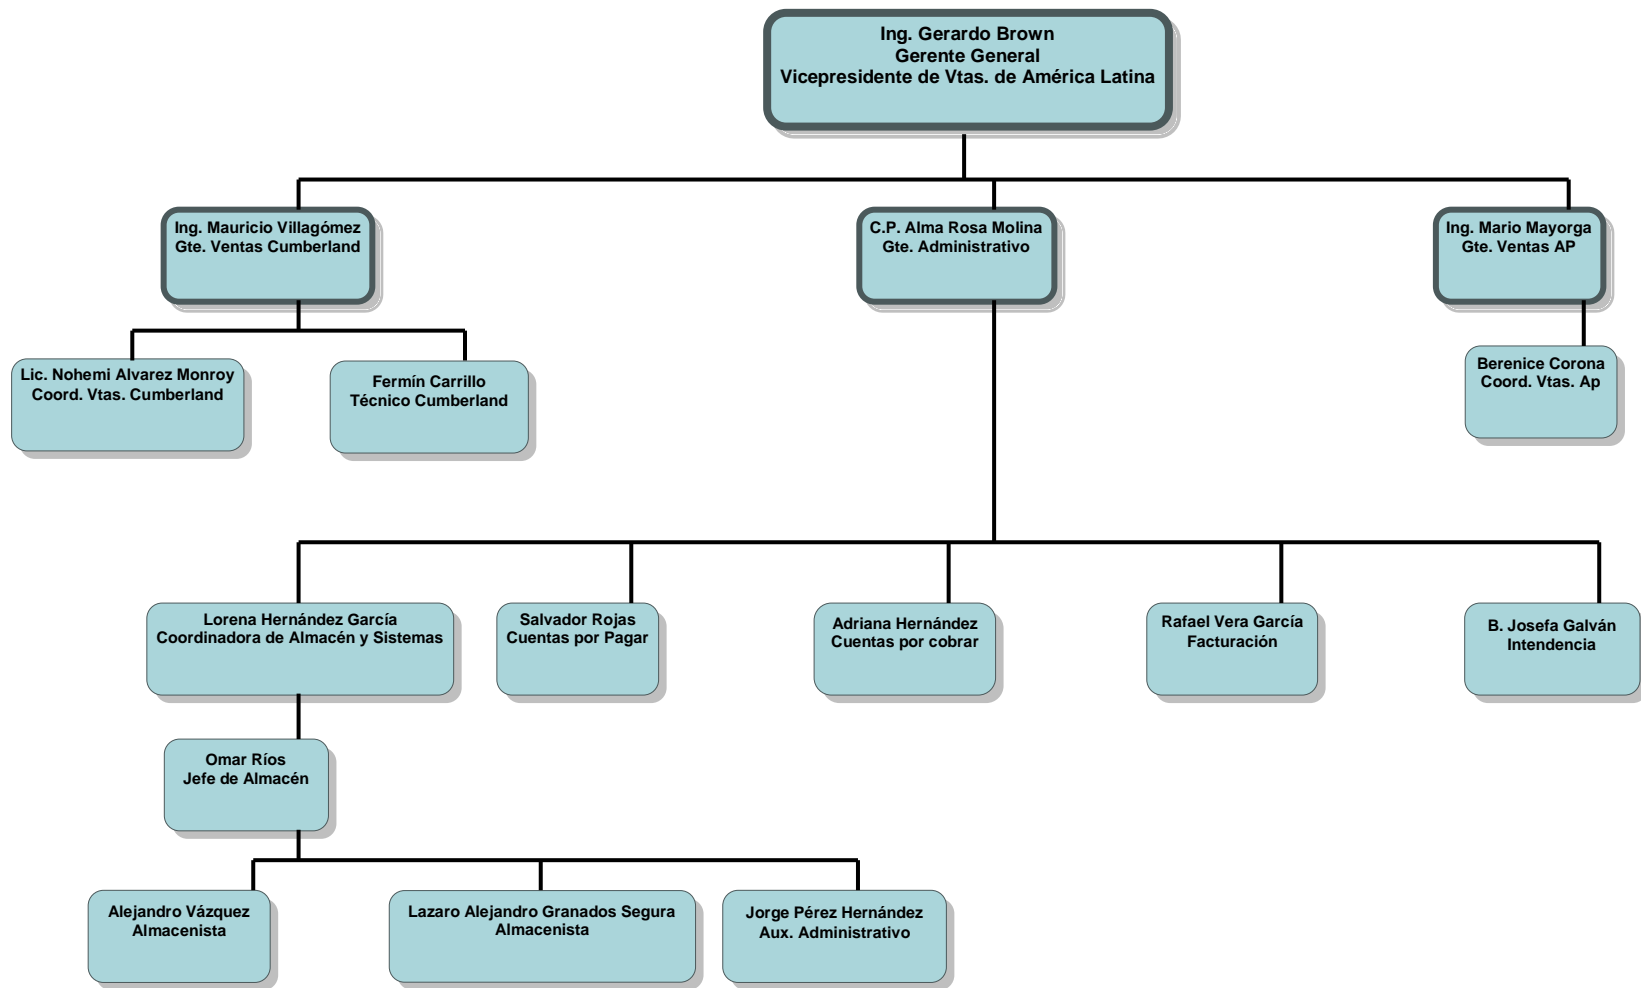 Ing. Gerardo Brown
Gerente General
Vicepresidente de Vtas. de América Latina
Ing. Mauricio Villagómez
Gte. Ventas Cumberland
C.P. Alma Rosa Molina
Gte. Administrativo
Ing. Mario Mayorga
Gte. Ventas AP
Lic. Nohemi Alvarez Monroy
Coord. Vtas. Cumberland
Fermín Carrillo
Técnico Cumberland
Berenice Corona
Coord. Vtas. Ap
Lorena Hernández García
Coordinadora de Almacén y Sistemas
Salvador Rojas
Cuentas por Pagar
Adriana Hernández
Cuentas por cobrar
Rafael Vera García
Facturación
B. Josefa Galván
Intendencia
Omar Ríos
Jefe de Almacén
Alejandro Vázquez
Almacenista
Lazaro Alejandro Granados Segura
Almacenista
Jorge Pérez Hernández
Aux. Administrativo